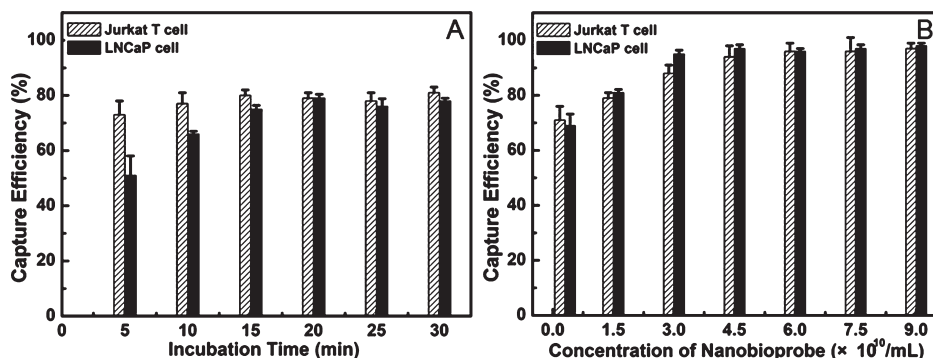 A
Jurkat T cell
LNCaP cell
Capture Efficiency (%)
100
80
60
40
20
0
0 5 10 15 20 25 30
Incubation Time (min)
B
Jurkat T cell
LNCaP cell
Capture Efficiency (%)
100
80
60
40
20
0
0.0 1.5 3.0 4.5 6.0 7.5 9.0
Concentration of Nanobioprobe (× 10¹⁰/mL)